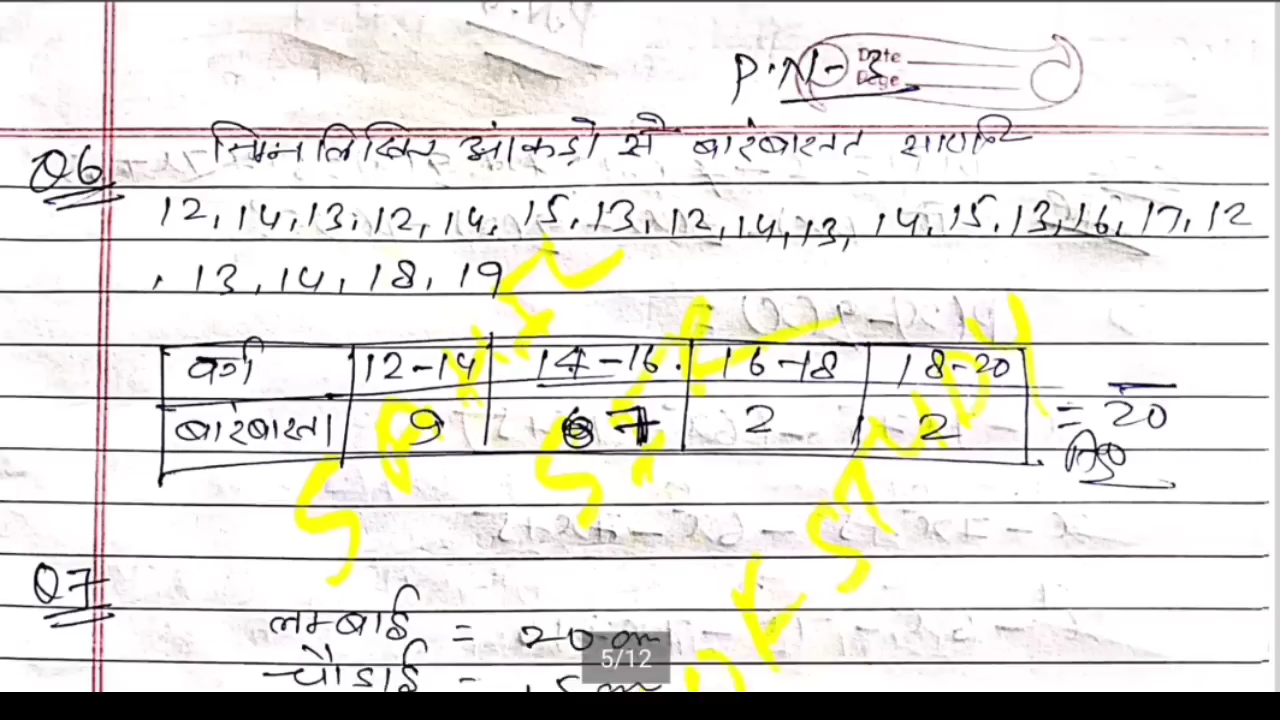 P.N-3
Date
Page
Q6 निम्नलिखित आंकड़ो से बारंबारता सारणि
12, 14, 13, 12, 14, 15, 13, 12, 14, 13, 14, 15, 13, 16, 17, 12
, 13, 14, 18, 19
वर्ग 12-14 14-16 16-18 18-20
बारंबारता 9 7 2 2 = 20
Q7
लम्बाई = 20 cm
चौडाई =
5/12